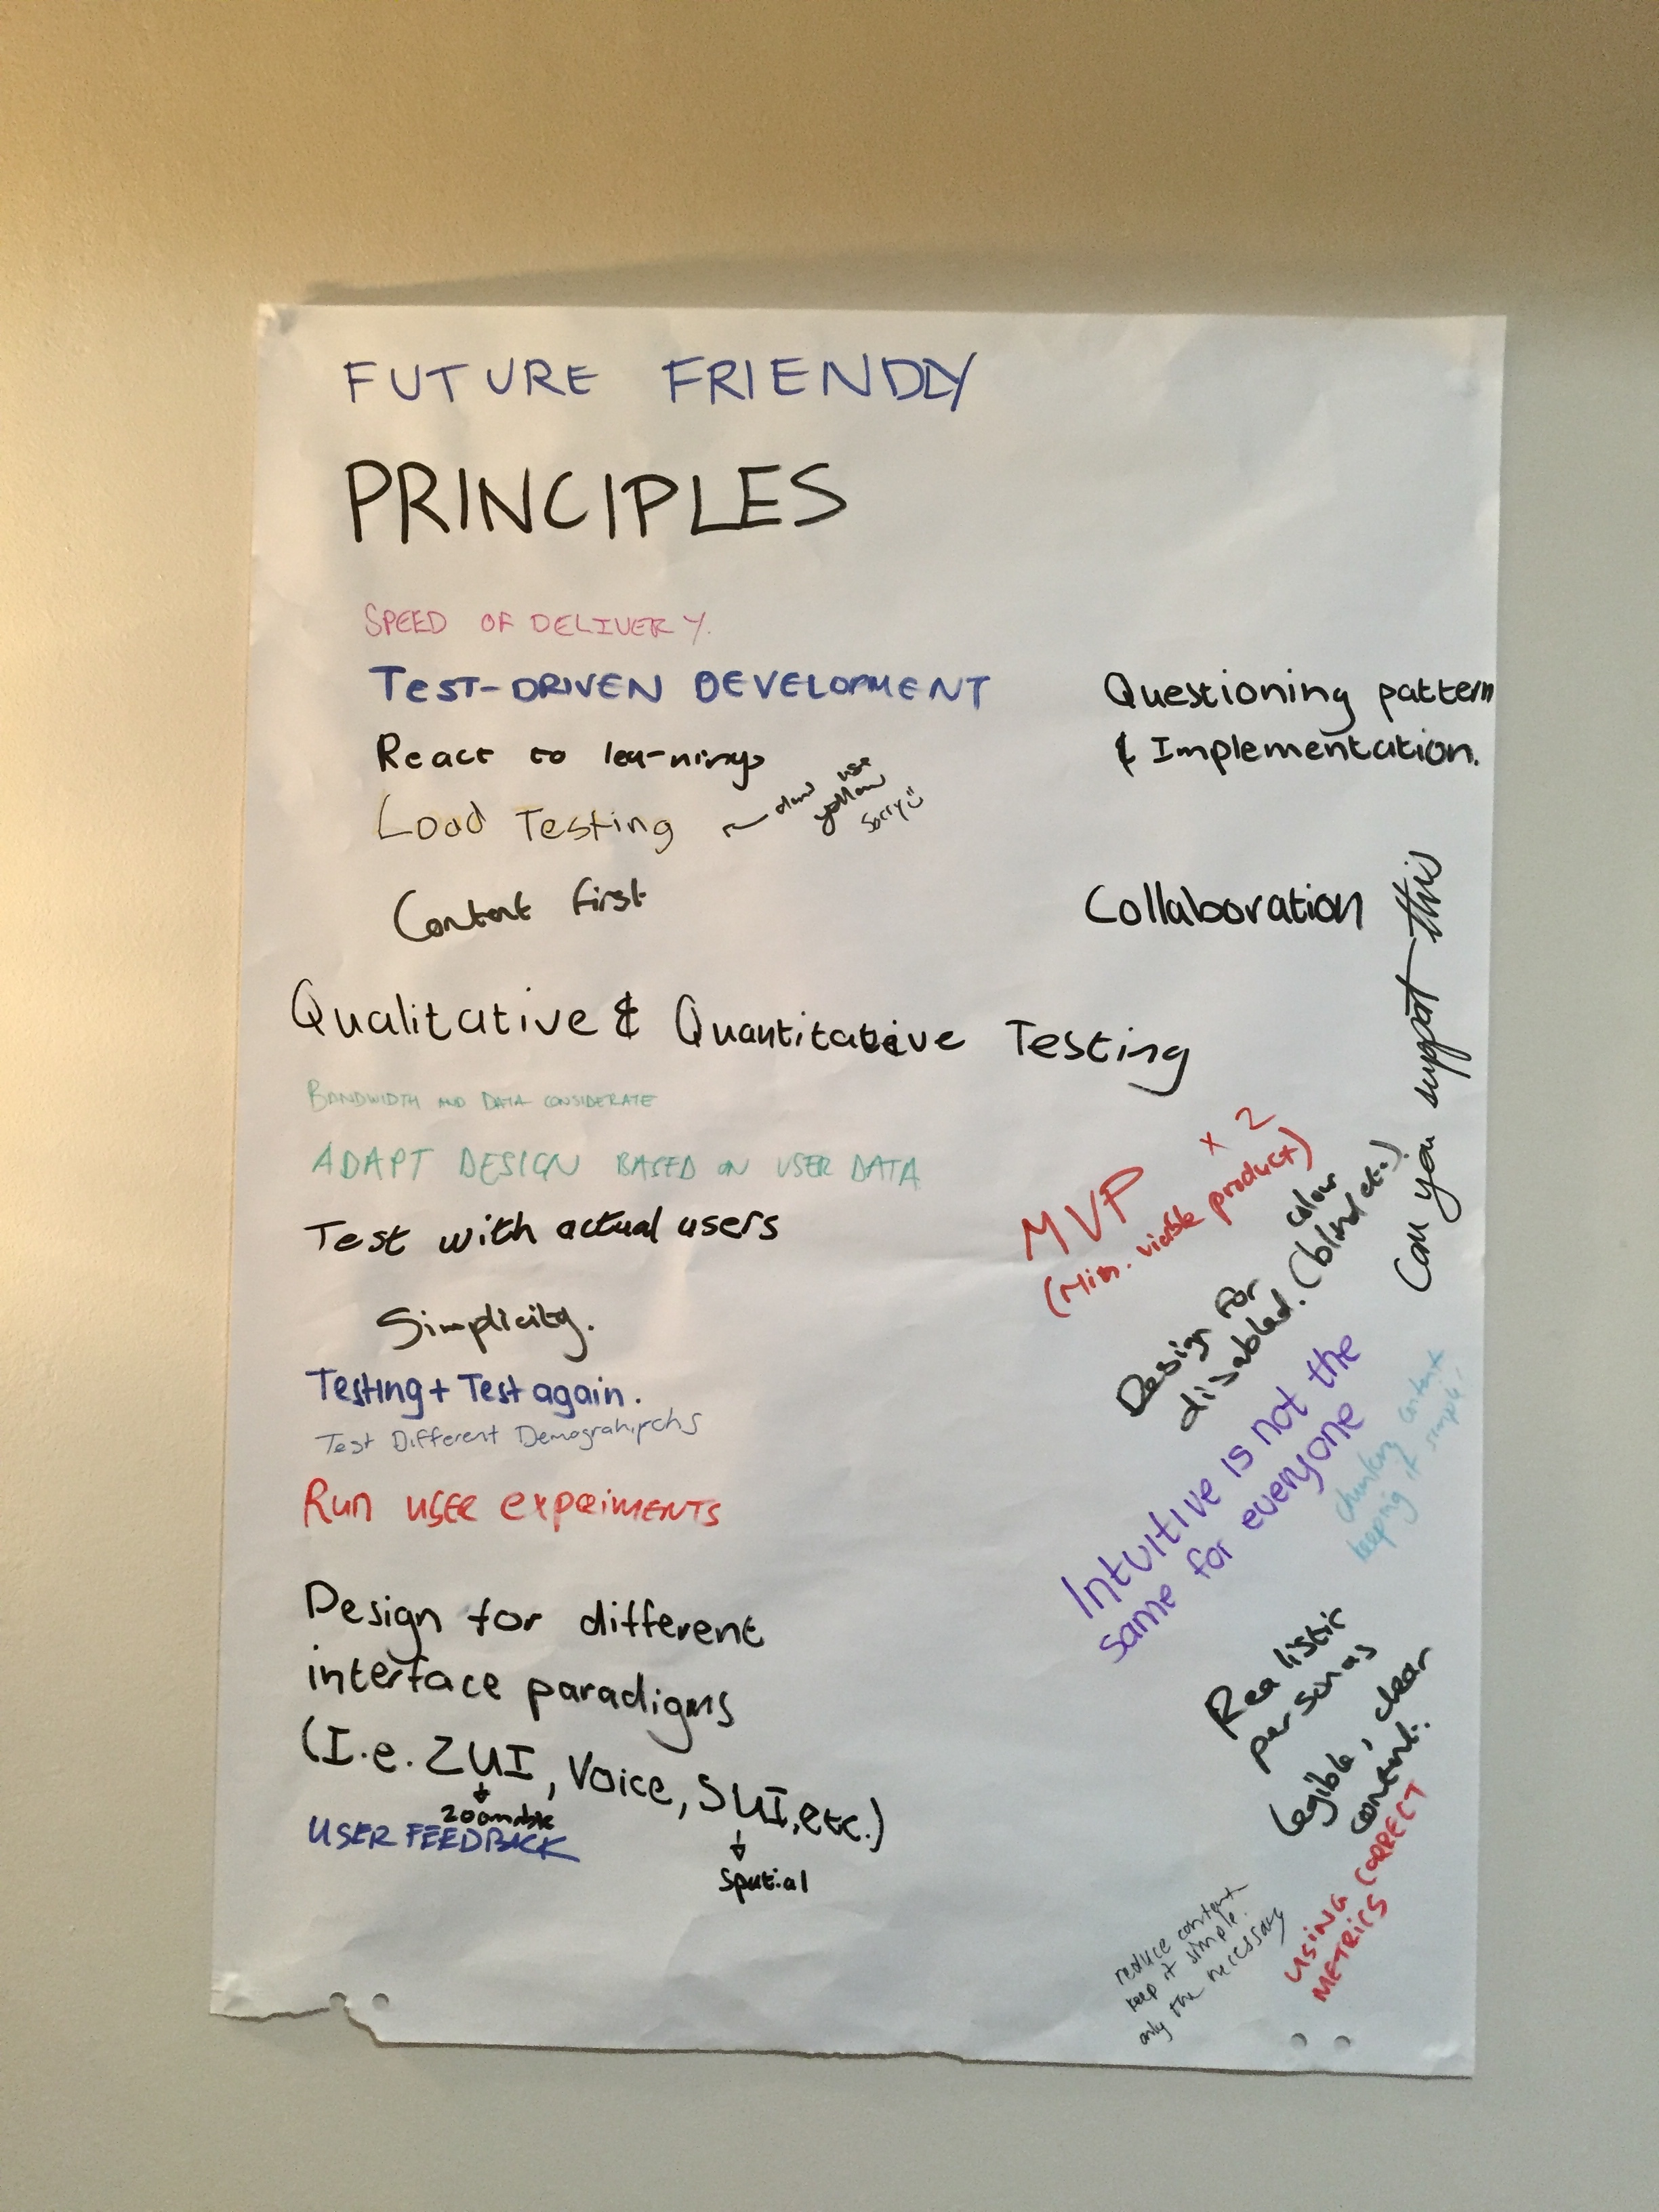 FUTURE FRIENDLY
PRINCIPLES
SPEED OF DELIVERY.
TEST-DRIVEN DEVELOPMENT
React to learnings
Load Testing
use
yellow
sorry
Content first
Qualitative & Quantitative Testing
BANDWIDTH AND DATA CONSIDERATE
ADAPT DESIGN BASED ON USER DATA
Test with actual users
Simplicity.
Testing + Test again.
Test Different Demograhipchs
Run USER experiments
Design for different
interface paradigms
(I.e. ZUI, Voice, SUI, etc.)
zoomable
USER FEEDBACK
Spatial
Questioning pattern
& Implementation.
Collaboration
Can you support this
MVP x 2
(Min. viable product)
Design for
disabled. (colour
blind etc.)
Intuitive is not the
same for everyone
chunking content
keeping it simple.
Realistic
personas
Legible, clear
content.
USING CORRECT
METRICS
reduce content
keep it simple.
only the necessary